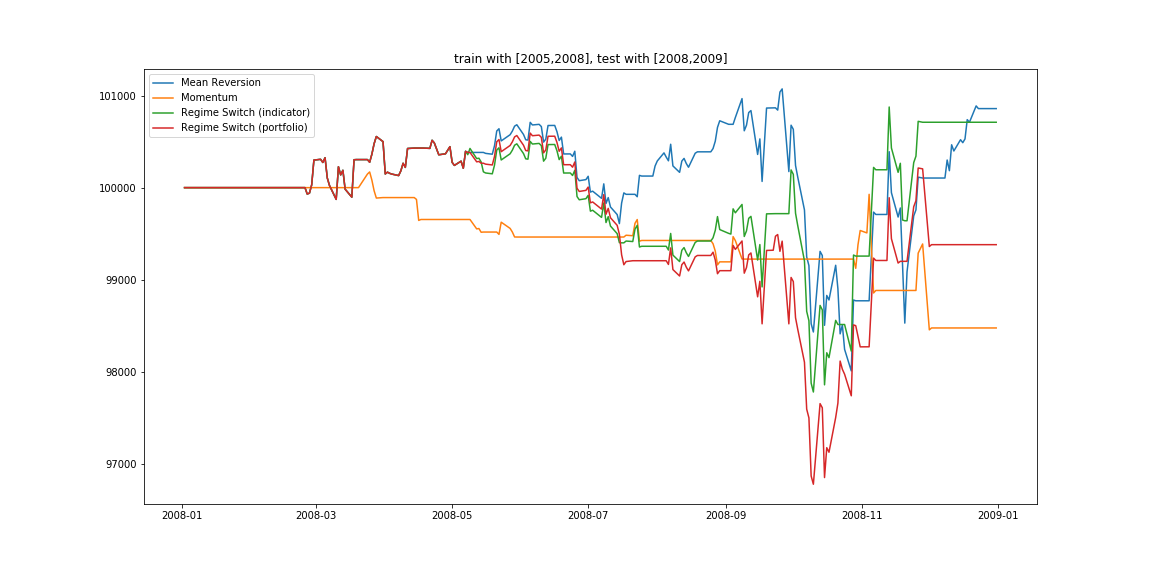 train with [2005,2008], test with [2008,2009]
Mean Reversion
Momentum
Regime Switch (indicator)
Regime Switch (portfolio)
101000
100000
99000
98000
97000
2008-01
2008-03
2008-05
2008-07
2008-09
2008-11
2009-01